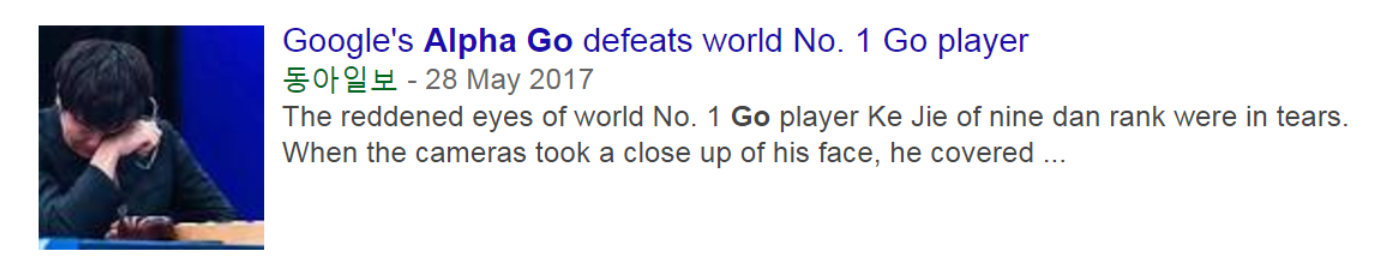 Google's Alpha Go defeats world No. 1 Go player
동아일보 - 28 May 2017
The reddened eyes of world No. 1 Go player Ke Jie of nine dan rank were in tears.
When the cameras took a close up of his face, he covered ...